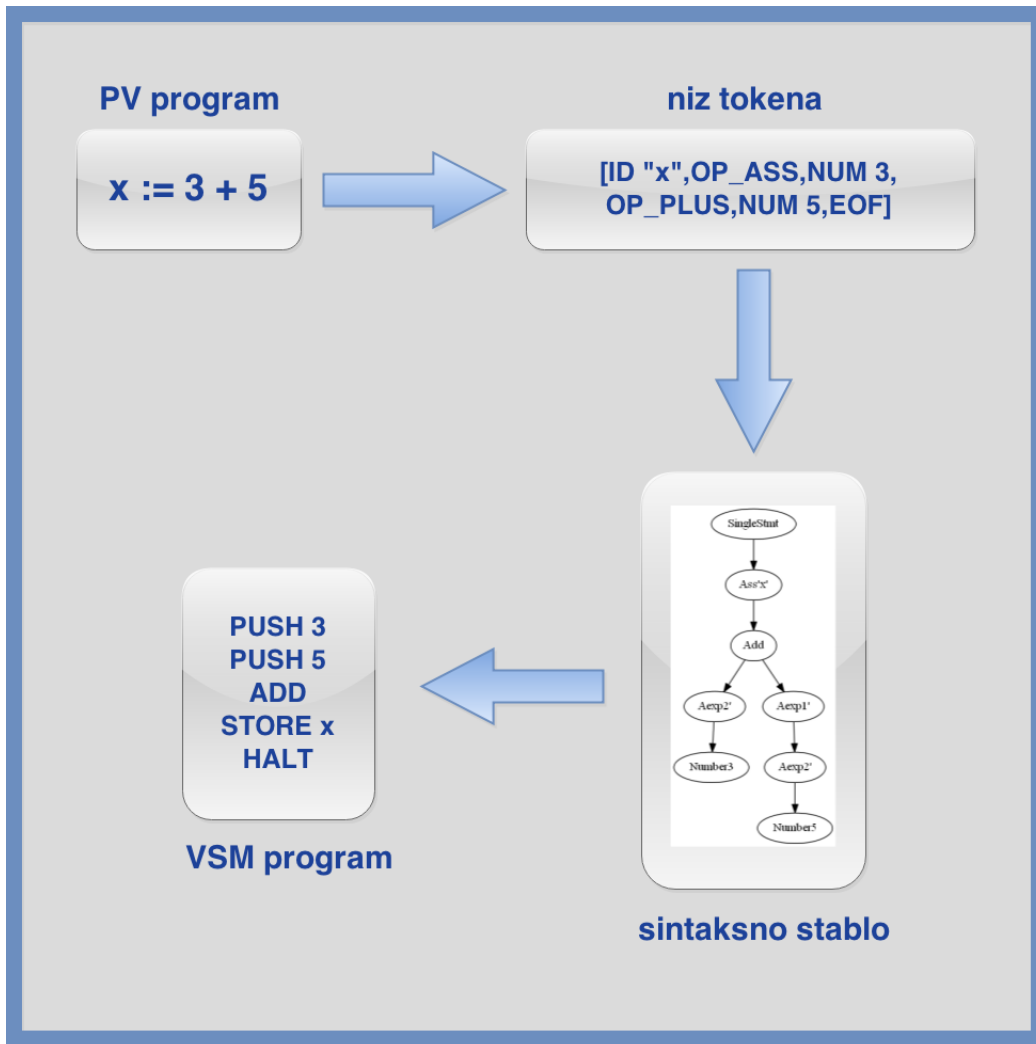 PV program
x := 3 + 5
niz tokena
[ID "x",OP_ASS,NUM 3,
OP_PLUS,NUM 5,EOF]
SingleStmt
Ass'x'
Add
Aexp2' Aexp1'
Number3 Aexp2'
Number5
sintaksno stablo
PUSH 3
PUSH 5
ADD
STORE x
HALT
VSM program